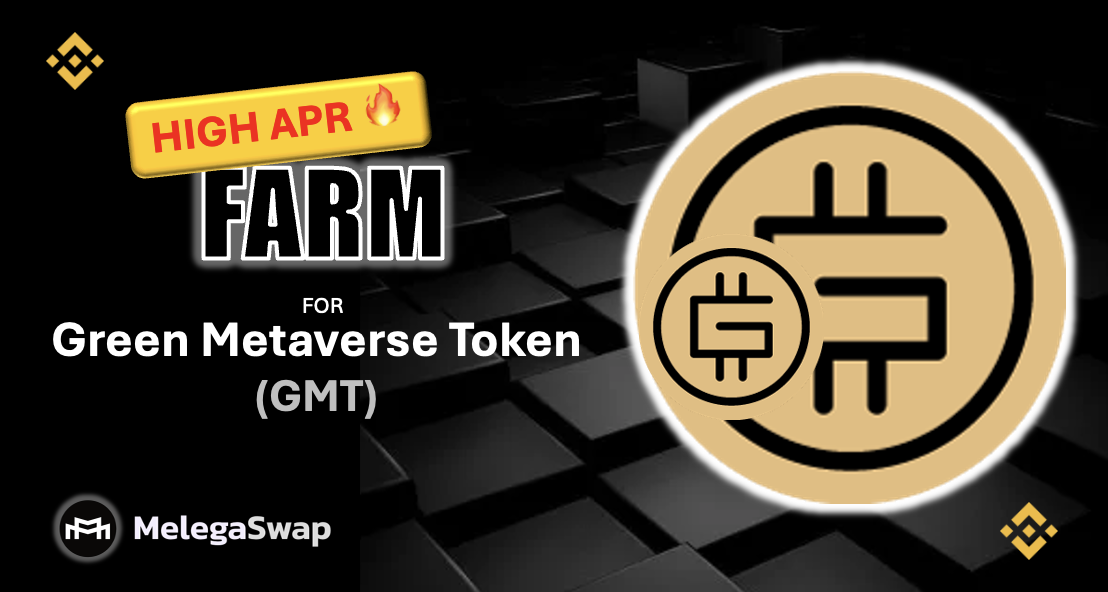 HIGH APR 🔥
FARM
FOR
Green Metaverse Token
(GMT)
MelegaSwap